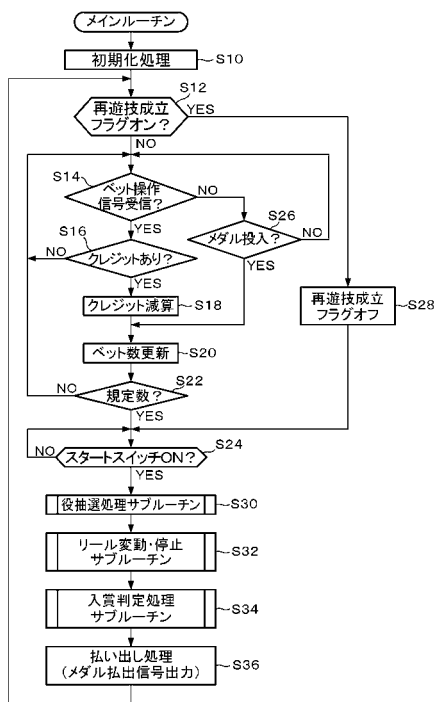 メインルーチン
初期化処理
S10
再遊技成立
フラグオン?
S12
YES
NO
S14
ベット操作
信号受信?
NO
YES
S26
メダル投入?
NO
YES
S16
NO
クレジットあり?
YES
クレジット減算
S18
再遊技成立
フラグオフ
S28
ベット数更新
S20
S22
NO
規定数?
YES
S24
NO
スタートスイッチON?
YES
役抽選処理サブルーチン
S30
リール変動・停止
サブルーチン
S32
入賞判定処理
サブルーチン
S34
払い出し処理
(メダル払出信号出力)
S36